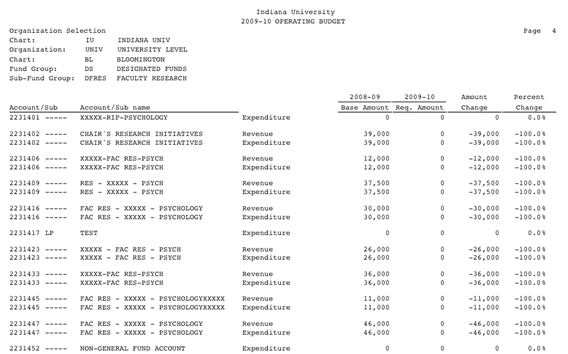 Indiana University
2009-10 OPERATING BUDGET
Organization Selection Page 4
Chart: IU INDIANA UNIV
Organization: UNIV UNIVERSITY LEVEL
Chart: BL BLOOMINGTON
Fund Group: DS DESIGNATED FUNDS
Sub-Fund Group: DFRES FACULTY RESEARCH
2008-09 2009-10 Amount Percent
Account/Sub Account/Sub name Base Amount Req. Amount Change Change
2231401 ----- XXXXX-RIP-PSYCHOLOGY Expenditure 0 0 0 0.0%
2231402 ----- CHAIR'S RESEARCH INITIATIVES Revenue 39,000 0 -39,000 -100.0%
2231402 ----- CHAIR'S RESEARCH INITIATIVES Expenditure 39,000 0 -39,000 -100.0%
2231406 ----- XXXXX-FAC RES-PSYCH Revenue 12,000 0 -12,000 -100.0%
2231406 ----- XXXXX-FAC RES-PSYCH Expenditure 12,000 0 -12,000 -100.0%
2231409 ----- RES - XXXXX - PSYCH Revenue 37,500 0 -37,500 -100.0%
2231409 ----- RES - XXXXX - PSYCH Expenditure 37,500 0 -37,500 -100.0%
2231416 ----- FAC RES - XXXXX - PSYCHOLOGY Revenue 30,000 0 -30,000 -100.0%
2231416 ----- FAC RES - XXXXX - PSYCHOLOGY Expenditure 30,000 0 -30,000 -100.0%
2231417 LP TEST Expenditure 0 0 0 0.0%
2231423 ----- XXXXX - FAC RES - PSYCH Revenue 26,000 0 -26,000 -100.0%
2231423 ----- XXXXX - FAC RES - PSYCH Expenditure 26,000 0 -26,000 -100.0%
2231433 ----- XXXXX-FAC RES-PSYCH Revenue 36,000 0 -36,000 -100.0%
2231433 ----- XXXXX-FAC RES-PSYCH Expenditure 36,000 0 -36,000 -100.0%
2231445 ----- FAC RES - XXXXX - PSYCHOLOGYXXXXX Revenue 11,000 0 -11,000 -100.0%
2231445 ----- FAC RES - XXXXX - PSYCHOLOGYXXXXX Expenditure 11,000 0 -11,000 -100.0%
2231447 ----- FAC RES - XXXXX - PSYCHOLOGY Revenue 46,000 0 -46,000 -100.0%
2231447 ----- FAC RES - XXXXX - PSYCHOLOGY Expenditure 46,000 0 -46,000 -100.0%
2231452 ----- NON-GENERAL FUND ACCOUNT Expenditure 0 0 0 0.0%